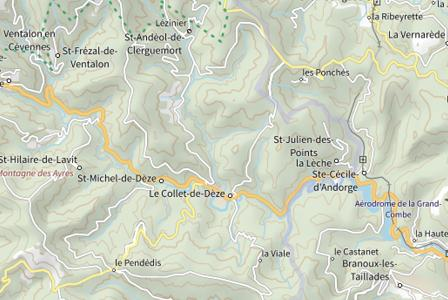 la Ribeyrette
Lézinier
Ventalon en
Cévennes
St-Andéol-de-
Clerguemort
La Vernarède
St-Frézal-de-
Ventalon
les Ponchés
St-Julien-des-
Points
la Lèche
St-Hilaire-de-Lavit
Montagne des Ayres
St-Michel-de-Dèze
Ste-Cécile
d'Andorge
Le Collet-de-Dèze
Aérodrome de la Grand-
Combe
la Haute
la Viale
le Castanet
le Pendédis
Branoux-les-
Taillades